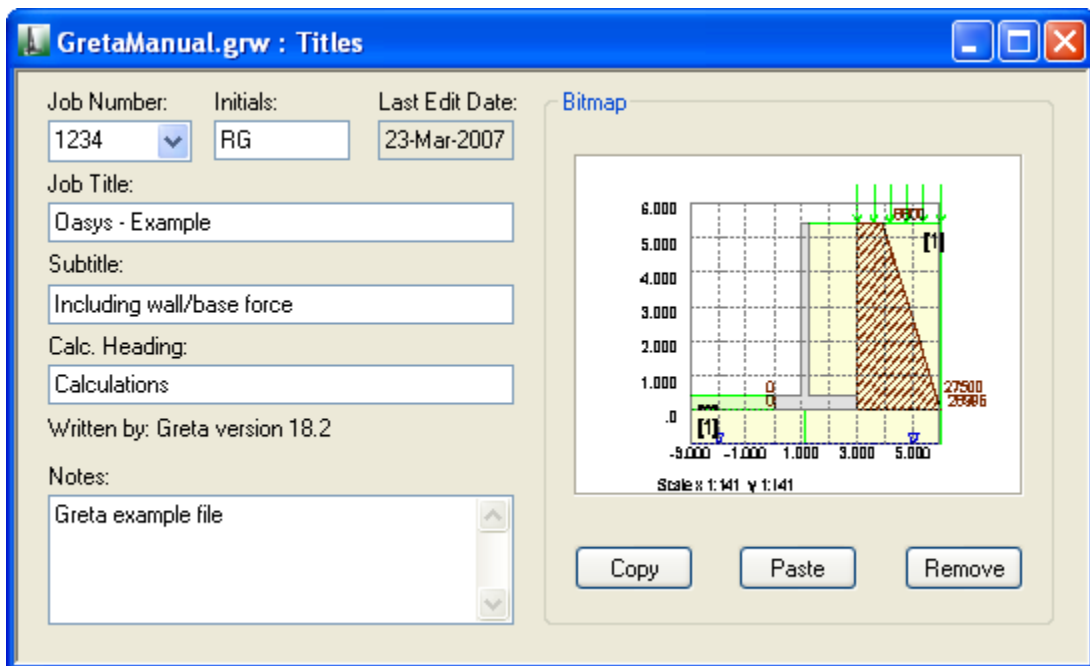 GretaManual.grw : Titles
Job Number: Initials: Last Edit Date:
1234 RG 23-Mar-2007
Job Title:
Oasys - Example
Subtitle:
Including wall/base force
Calc. Heading:
Calculations
Written by: Greta version 18.2
Notes:
Greta example file
Bitmap
6.000
5.000 [1]
4.000
3.000
2.000
1.000 0 27500
0
.0
[1]
-3.000 -1.000 1.000 3.000 5.000
Scale x 1:141 y 1:141
Copy Paste Remove